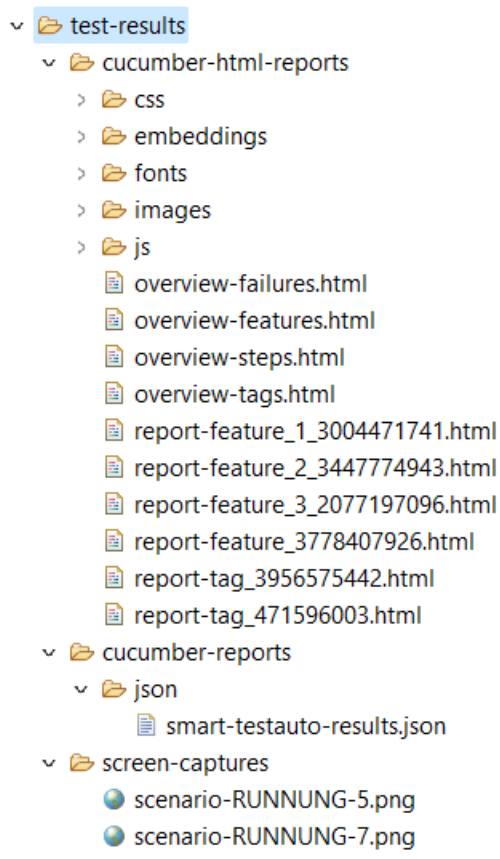 test-results
cucumber-html-reports
css
embeddings
fonts
images
js
overview-failures.html
overview-features.html
overview-steps.html
overview-tags.html
report-feature_1_3004471741.html
report-feature_2_3447774943.html
report-feature_3_2077197096.html
report-feature_3778407926.html
report-tag_3956575442.html
report-tag_471596003.html
cucumber-reports
json
smart-testauto-results.json
screen-captures
scenario-RUNNUNG-5.png
scenario-RUNNUNG-7.png